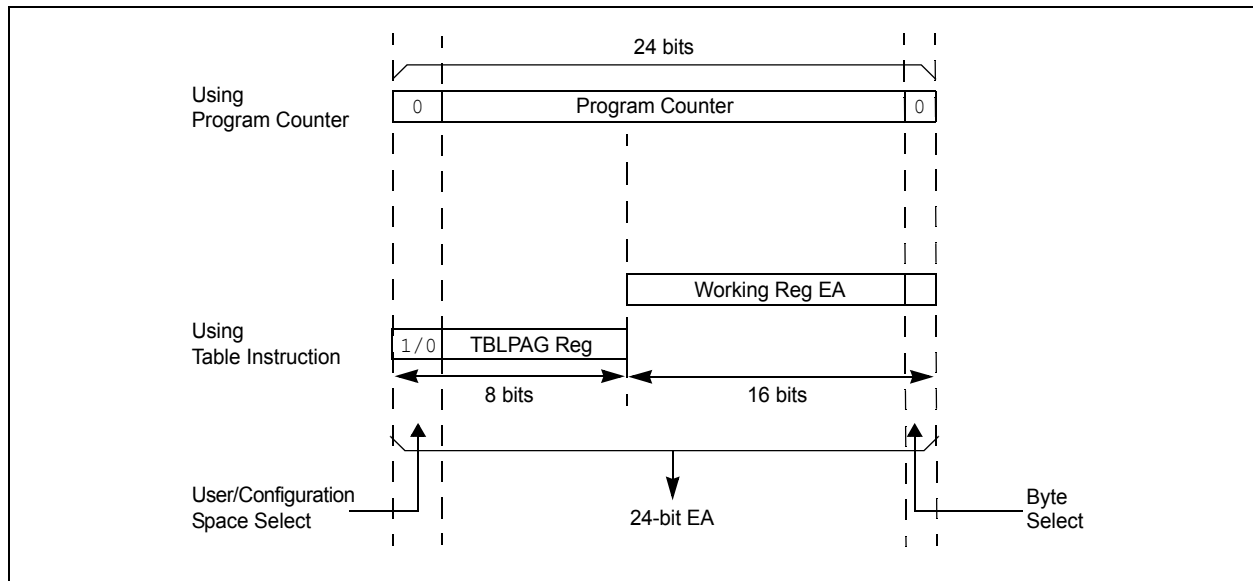 24 bits
Using
Program Counter
0
Program Counter
0
Working Reg EA
Using
Table Instruction
1/0
TBLPAG Reg
8 bits
16 bits
User/Configuration
Space Select
24-bit EA
Byte
Select